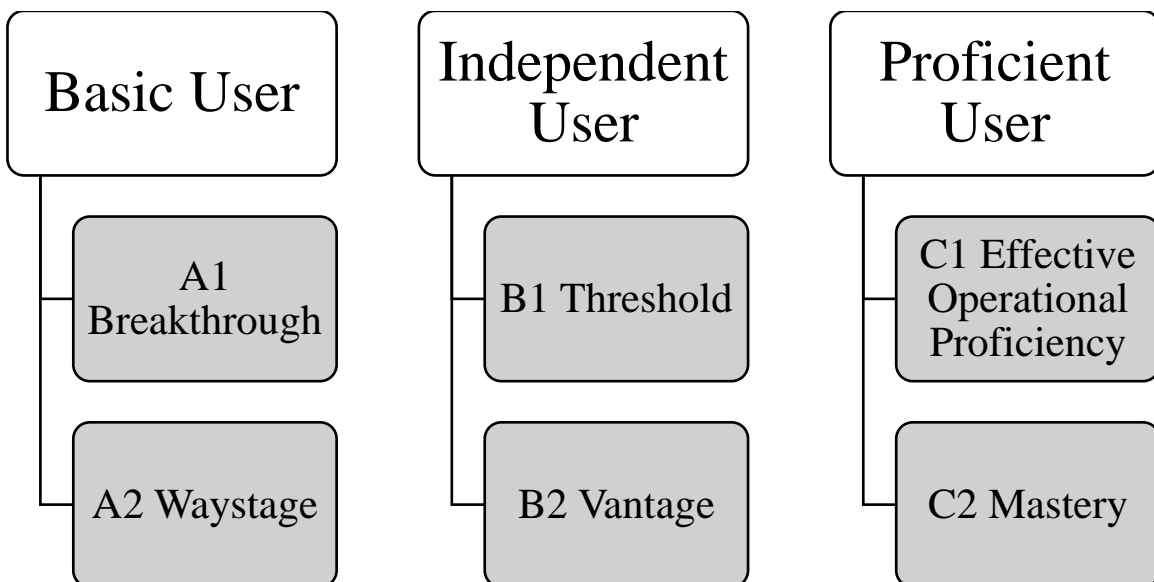 Basic User
A1
Breakthrough
A2 Waystage
Independent
User
B1 Threshold
B2 Vantage
Proficient
User
C1 Effective
Operational
Proficiency
C2 Mastery